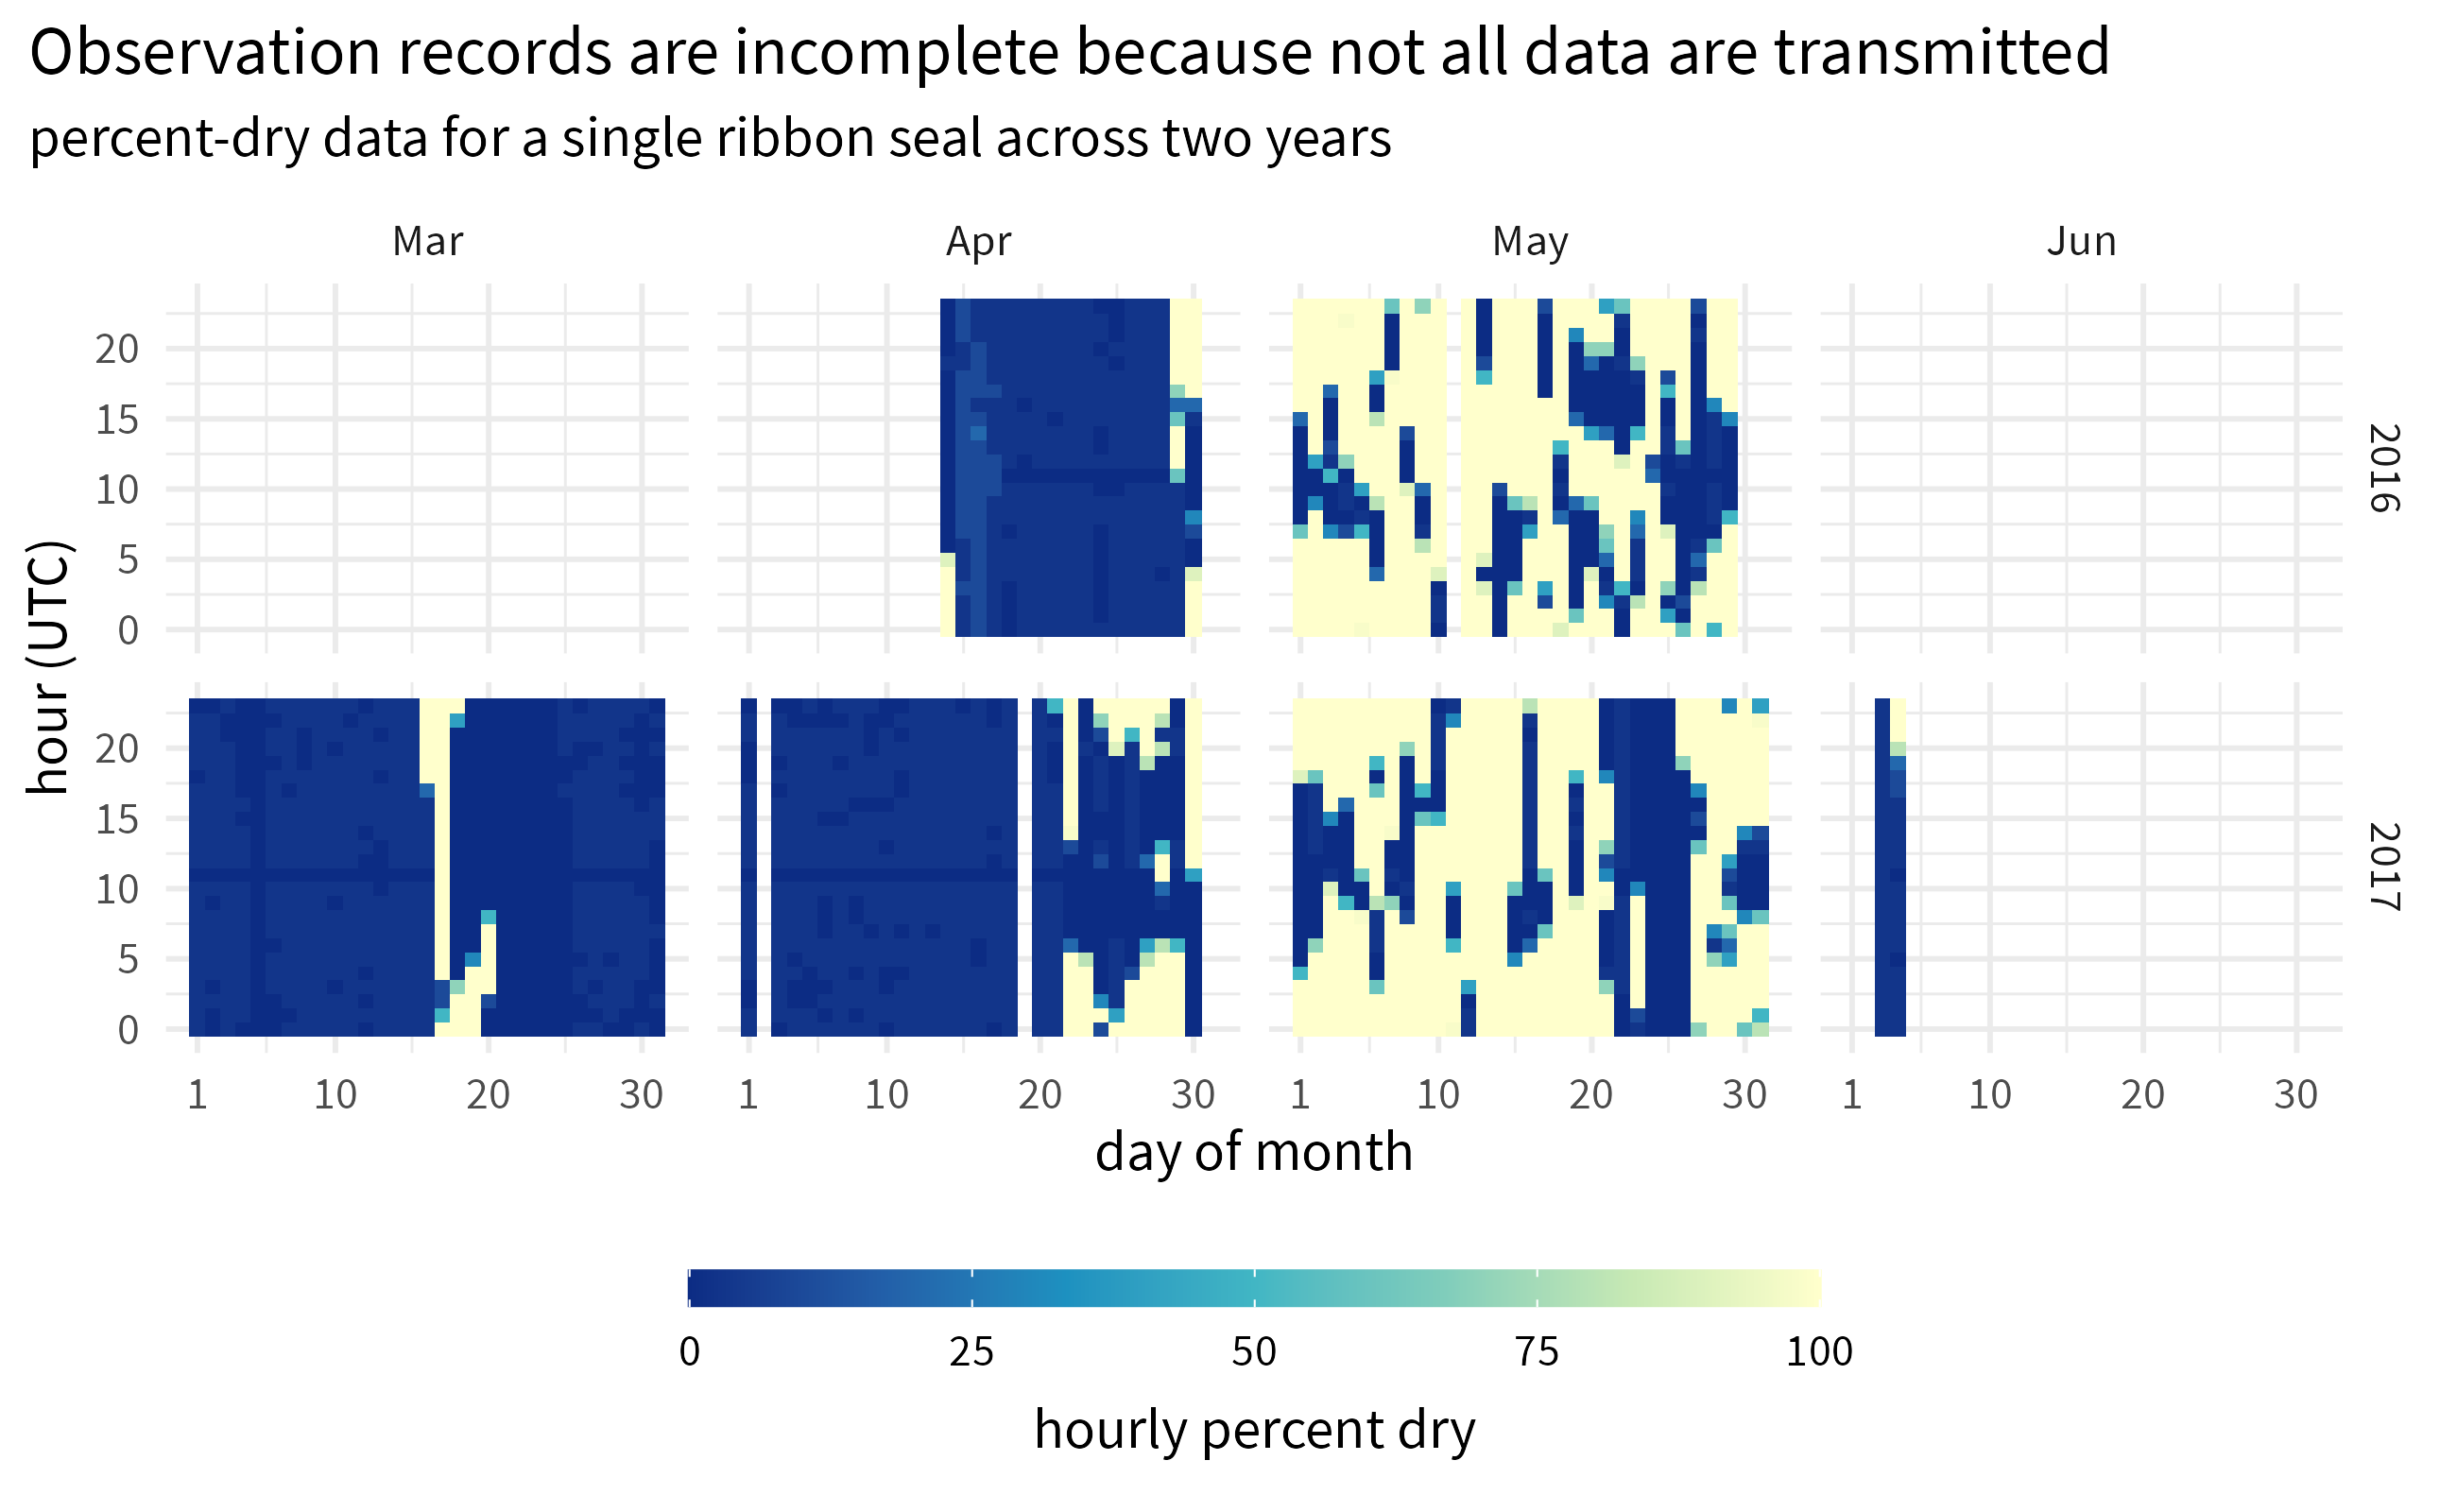 Observation records are incomplete because not all data are transmitted
percent-dry data for a single ribbon seal across two years
Mar Apr May Jun
20
15
10
5
0
2016
20
15
10
5
0
2017
hour (UTC)
1 10 20 30 1 10 20 30 1 10 20 30 1 10 20 30
day of month
0 25 50 75 100
hourly percent dry